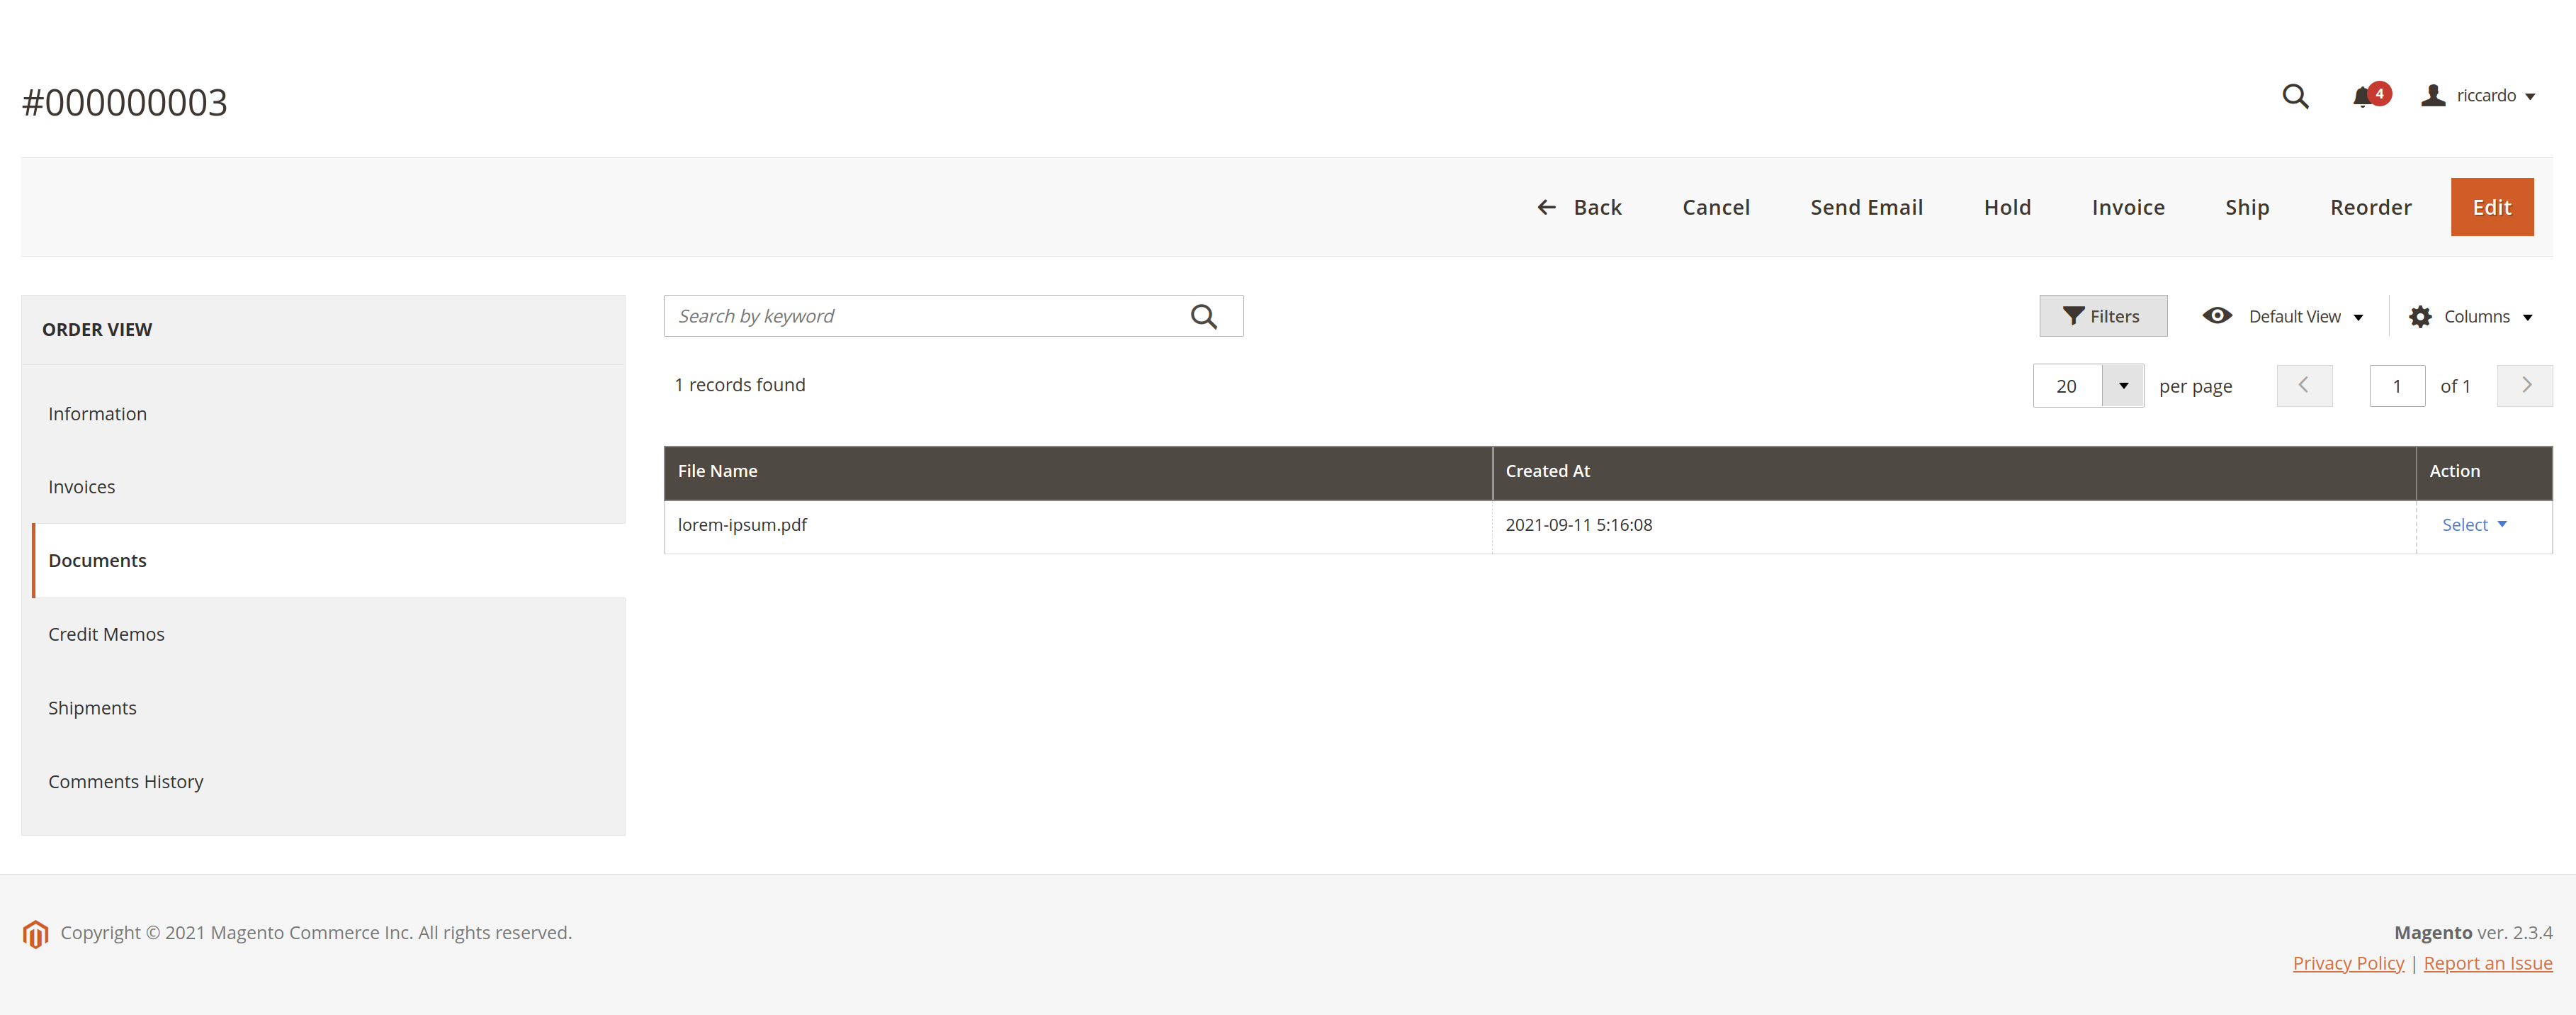 #000000003
4
riccardo
Back Cancel Send Email Hold Invoice Ship Reorder Edit
ORDER VIEW
Information
Invoices
Documents
Credit Memos
Shipments
Comments History
Search by keyword
Filters Default View Columns
1 records found
20 per page 1 of 1
File Name Created At Action
lorem-ipsum.pdf 2021-09-11 5:16:08 Select
Copyright © 2021 Magento Commerce Inc. All rights reserved.
Magento ver. 2.3.4
Privacy Policy | Report an Issue